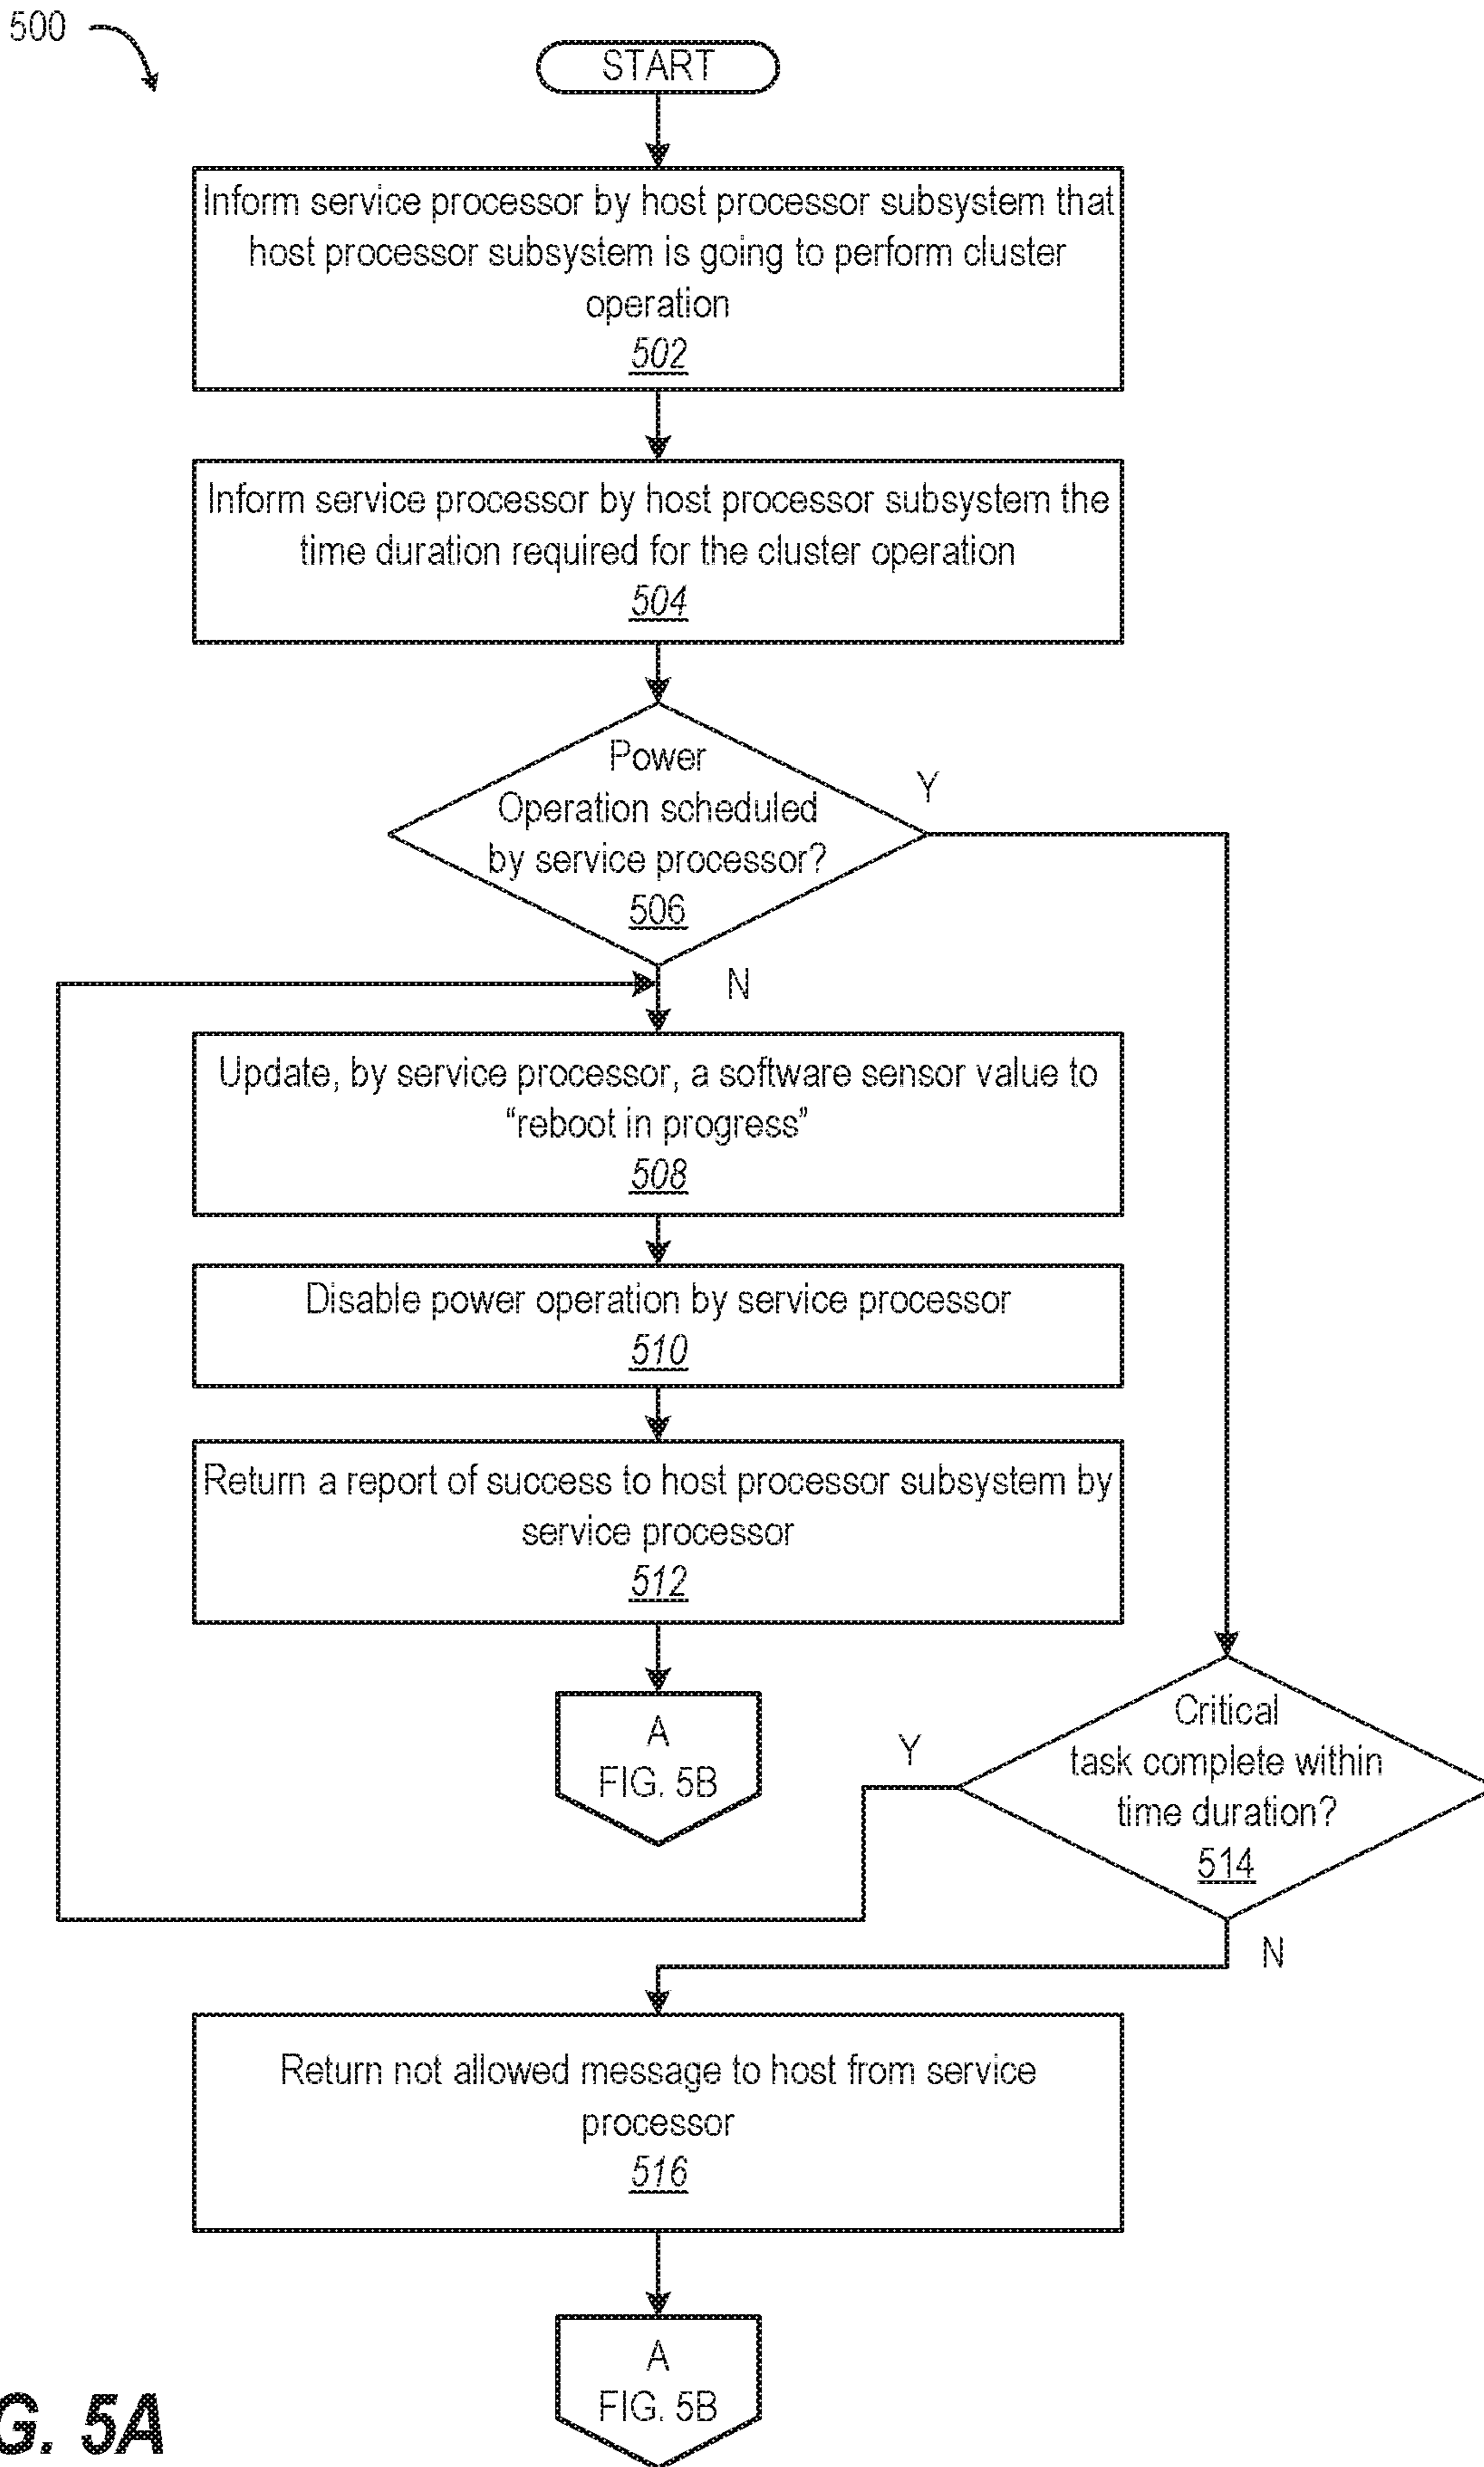 500
START
Inform service processor by host processor subsystem that
host processor subsystem is going to perform cluster
operation
502
Inform service processor by host processor subsystem the
time duration required for the cluster operation
504
Power
Operation scheduled
by service processor?
506
Y
N
Update, by service processor, a software sensor value to
“reboot in progress”
508
Disable power operation by service processor
510
Return a report of success to host processor subsystem by
service processor
512
A
FIG. 5B
Critical
task complete within
time duration?
514
Y
N
Return not allowed message to host from service
processor
516
A
FIG. 5B
G. 5A